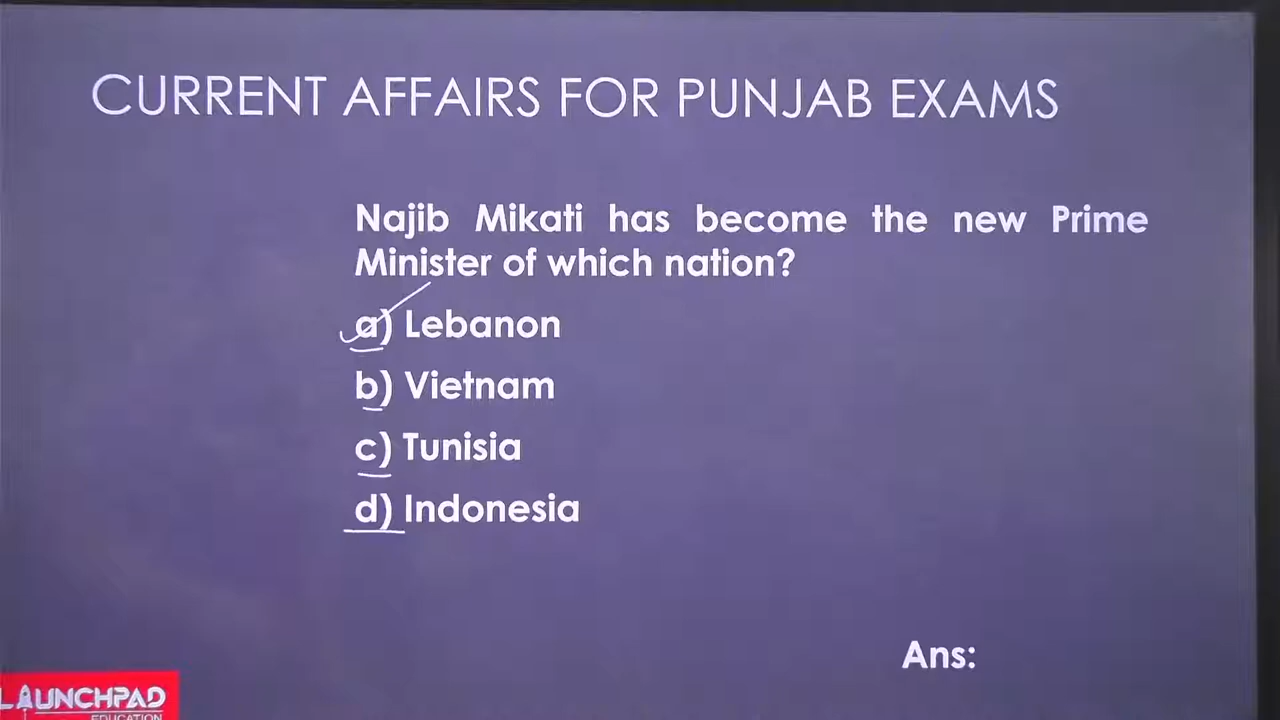 CURRENT AFFAIRS FOR PUNJAB EXAMS
Najib Mikati has become the new Prime
Minister of which nation?
a) Lebanon
b) Vietnam
c) Tunisia
d) Indonesia
Ans:
LAUNCHPAD
EDUCATION